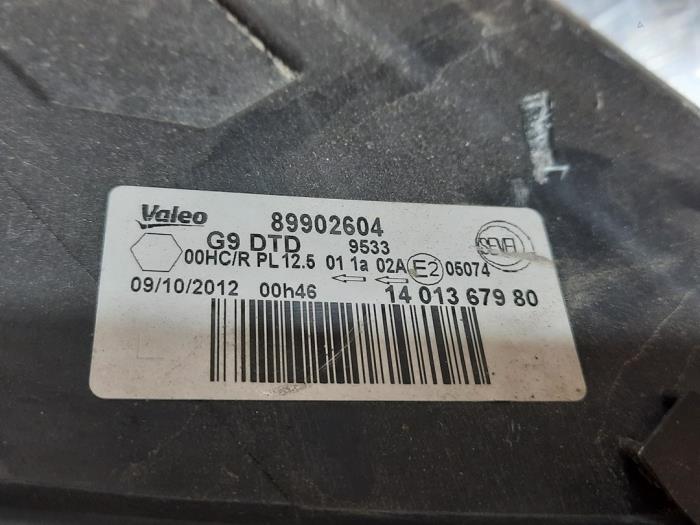 Valeo 89902604
G9 DTD 9533 SEVEL
00HC/R PL 12.5 01 1a 02A E2 05074
09/10/2012 00h46 14 013 679 80